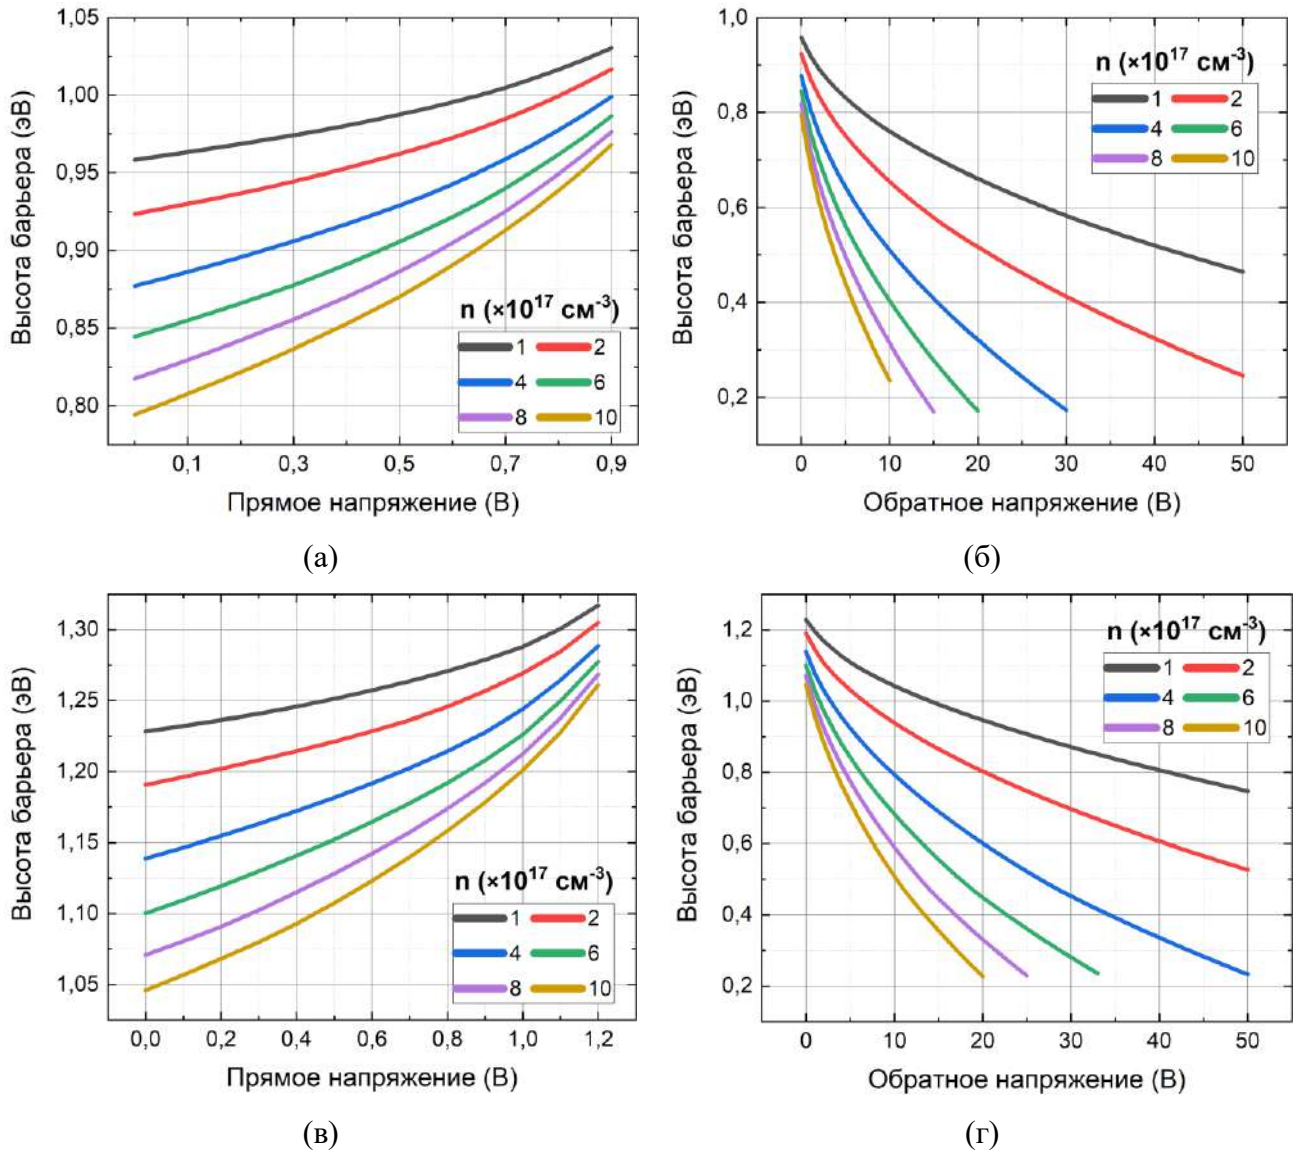 1,05
1,00
0,95
0,90
0,85
0,80
Высота барьера (эВ)
n (×10¹⁷ см⁻³)
1 2
4 6
8 10
0,1 0,3 0,5 0,7 0,9
Прямое напряжение (В)
(а)
1,0
0,8
0,6
0,4
0,2
Высота барьера (эВ)
n (×10¹⁷ см⁻³)
1 2
4 6
8 10
0 10 20 30 40 50
Обратное напряжение (В)
(б)
1,30
1,25
1,20
1,15
1,10
1,05
Высота барьера (эВ)
n (×10¹⁷ см⁻³)
1 2
4 6
8 10
0,0 0,2 0,4 0,6 0,8 1,0 1,2
Прямое напряжение (В)
(в)
1,2
1,0
0,8
0,6
0,4
0,2
Высота барьера (эВ)
n (×10¹⁷ см⁻³)
1 2
4 6
8 10
0 10 20 30 40 50
Обратное напряжение (В)
(г)